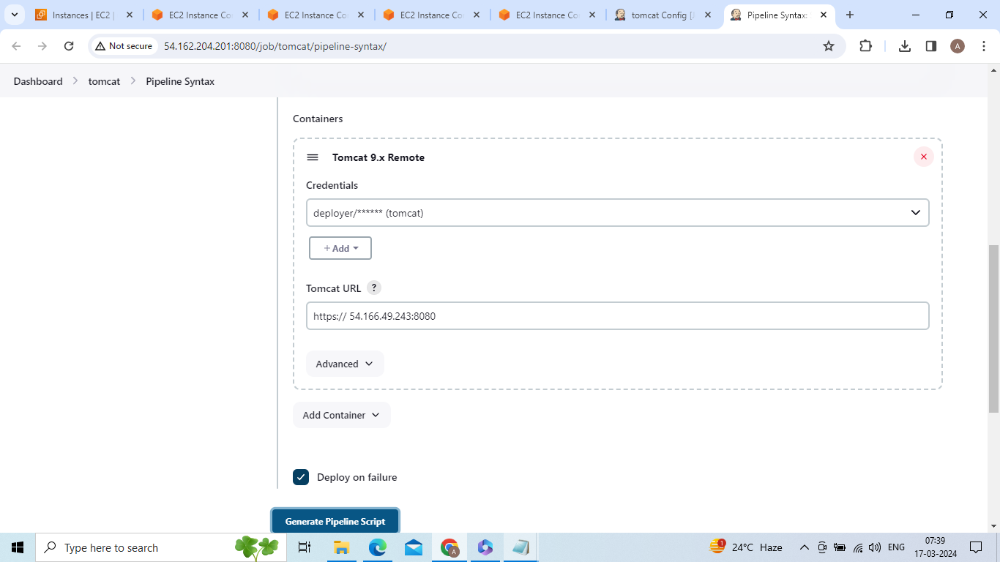 Instances | EC2 |
EC2 Instance Co
EC2 Instance Co
EC2 Instance Co
EC2 Instance Co
tomcat Config [J
Pipeline Syntax:
Not secure
54.162.204.201:8080/job/tomcat/pipeline-syntax/
A
Dashboard
tomcat
Pipeline Syntax
Containers
Tomcat 9.x Remote
Credentials
deployer/****** (tomcat)
+ Add
Tomcat URL ?
https:// 54.166.49.243:8080
Advanced
Add Container
Deploy on failure
Generate Pipeline Script
Type here to search
A
1
24°C Haze
ENG
07:39
17-03-2024